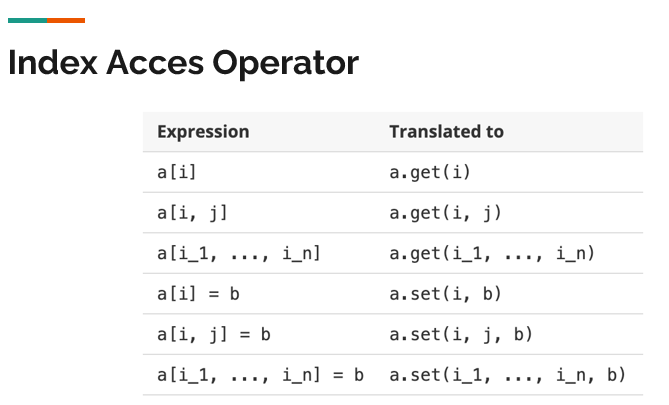 Index Acces Operator
Expression Translated to
a[i] a.get(i)
a[i, j] a.get(i, j)
a[i_1, ..., i_n] a.get(i_1, ..., i_n)
a[i] = b a.set(i, b)
a[i, j] = b a.set(i, j, b)
a[i_1, ..., i_n] = b a.set(i_1, ..., i_n, b)